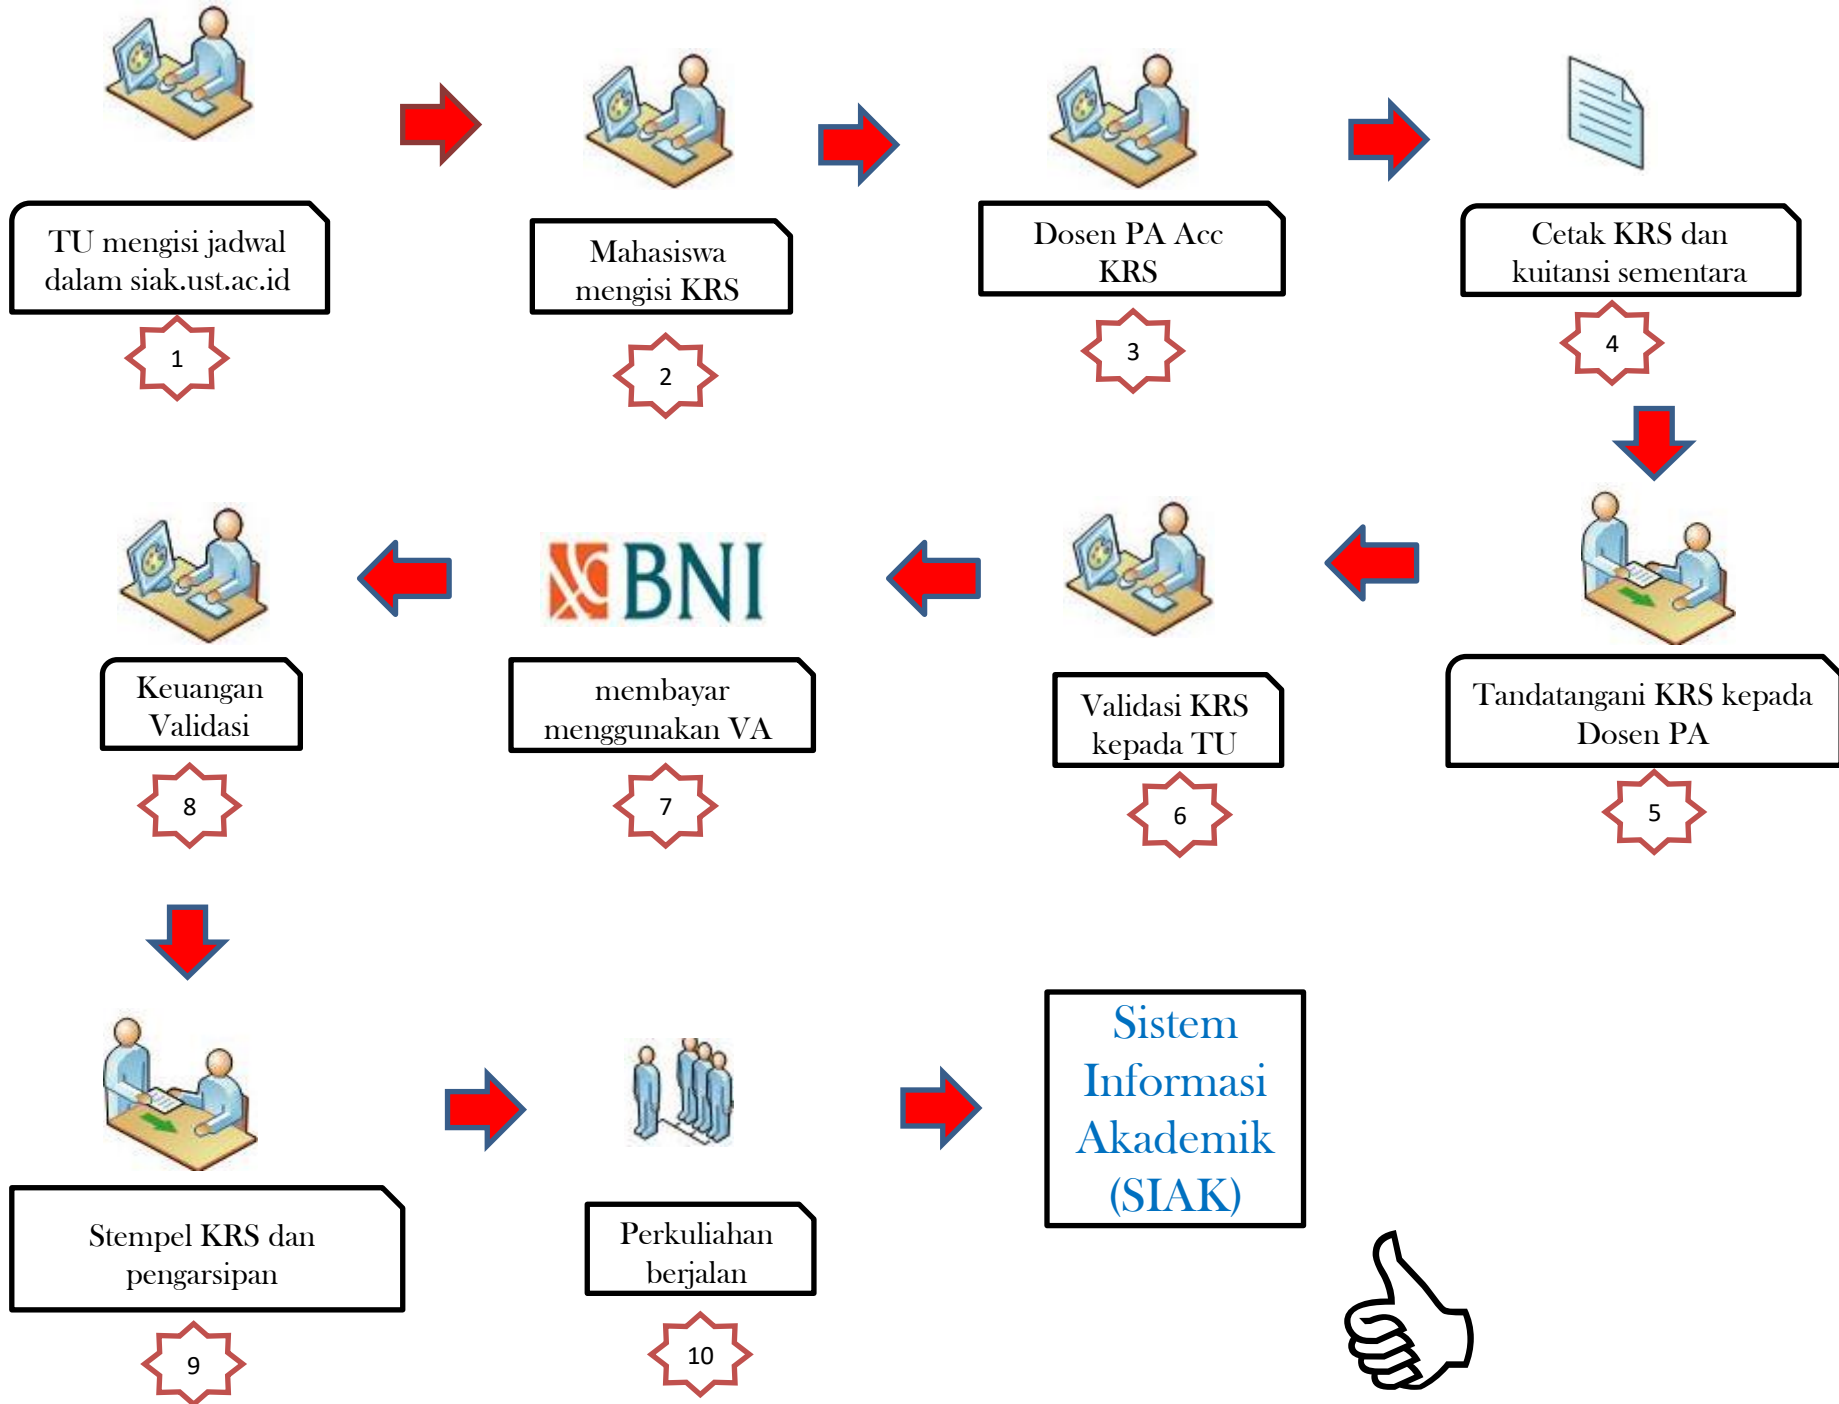 TU mengisi jadwal
dalam siak.ust.ac.id
1
Mahasiswa
mengisi KRS
2
Dosen PA Acc
KRS
3
Cetak KRS dan
kuitansi sementara
4
Tandatangani KRS kepada
Dosen PA
5
Validasi KRS
kepada TU
6
BNI
membayar
menggunakan VA
7
Keuangan
Validasi
8
Stempel KRS dan
pengarsipan
9
Perkuliahan
berjalan
10
Sistem
Informasi
Akademik
(SIAK)